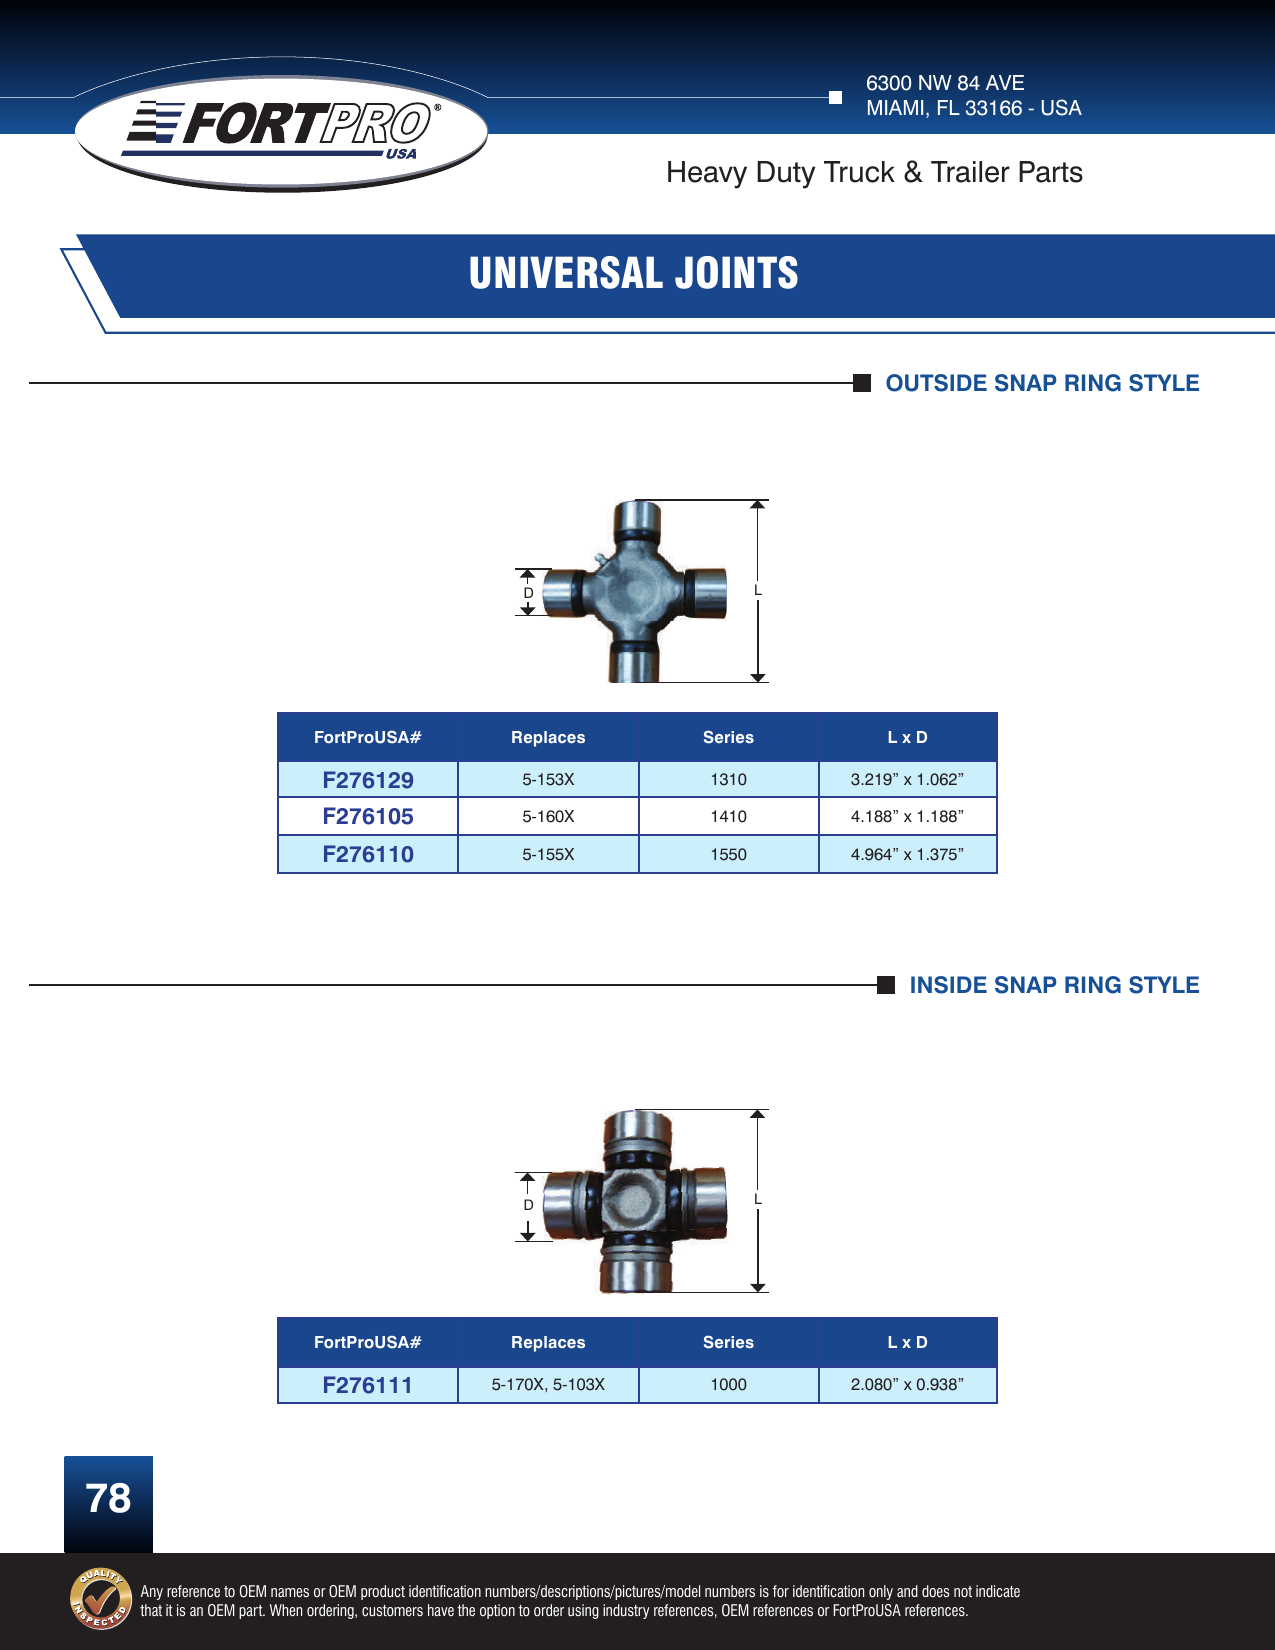 FORTPRO®
USA
6300 NW 84 AVE
MIAMI, FL 33166 - USA
Heavy Duty Truck & Trailer Parts
UNIVERSAL JOINTS
OUTSIDE SNAP RING STYLE
D
L
FortProUSA# Replaces Series L x D
F276129 5-153X 1310 3.219” x 1.062”
F276105 5-160X 1410 4.188” x 1.188”
F276110 5-155X 1550 4.964” x 1.375”
INSIDE SNAP RING STYLE
D
L
FortProUSA# Replaces Series L x D
F276111 5-170X, 5-103X 1000 2.080” x 0.938”
78
QUALITY
INSPECTED
Any reference to OEM names or OEM product identification numbers/descriptions/pictures/model numbers is for identification only and does not indicate
that it is an OEM part. When ordering, customers have the option to order using industry references, OEM references or FortProUSA references.